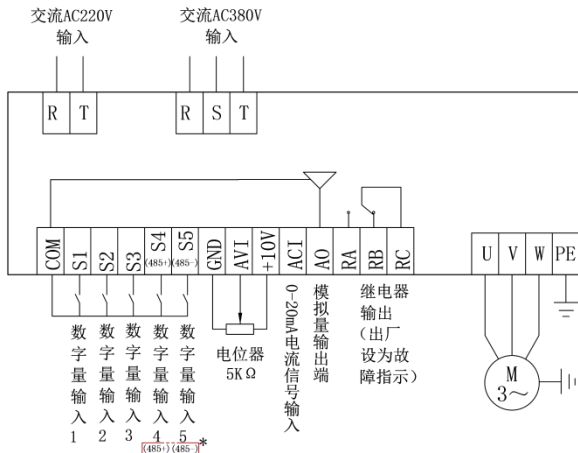 交流AC220V
输入
交流AC380V
输入
R T
R S T
COM S1 S2 S3 S4 S5 GND AVI +10V ACI AO RA RB RC
(485+) (485-)
U V W PE
数字量输入1
数字量输入2
数字量输入3
数字量输入4
(485+)
数字量输入5
(485-)
*
电位器
5KΩ
0-20mA电流信号输入
模拟量输出端
继电器
输出
(出厂
设为故
障指示)
M
3～